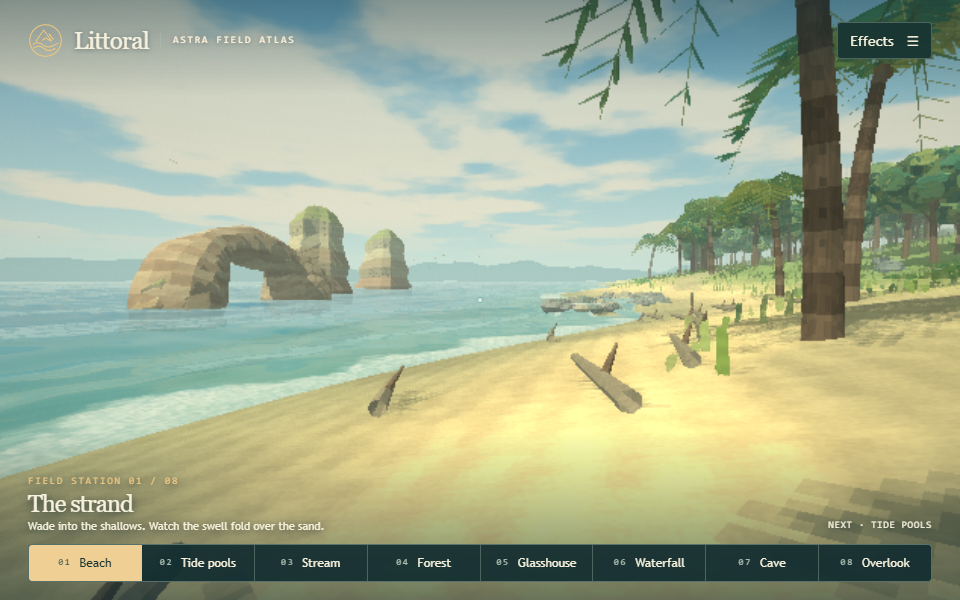 Littoral
ASTRA FIELD ATLAS
Effects
FIELD STATION 01 / 08
The strand
Wade into the shallows. Watch the swell fold over the sand.
NEXT · TIDE POOLS
01 Beach
02 Tide pools
03 Stream
04 Forest
05 Glasshouse
06 Waterfall
07 Cave
08 Overlook